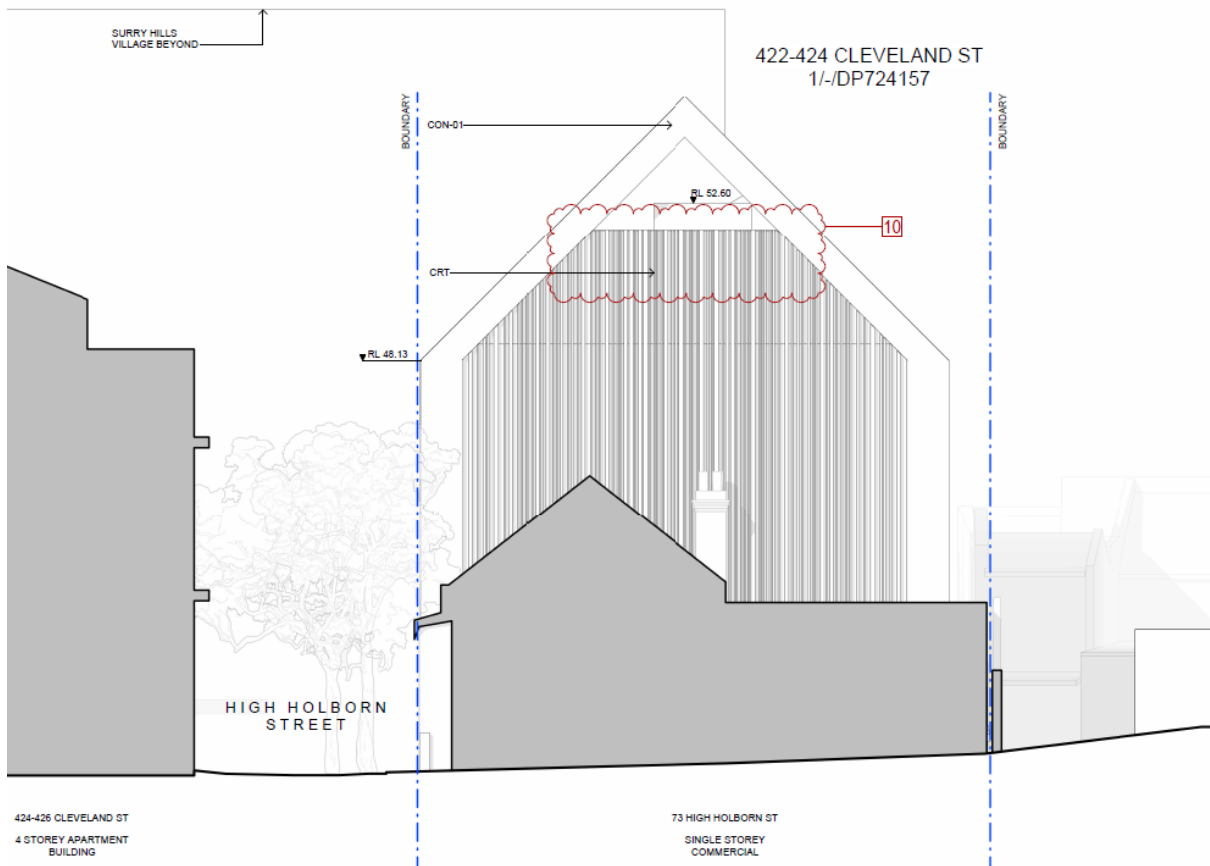 SURRY HILLS
VILLAGE BEYOND
422-424 CLEVELAND ST
1/-/DP724157
BOUNDARY
BOUNDARY
CON-01
RL 52.60
10
CRT
RL 48.13
HIGH HOLBORN
STREET
424-426 CLEVELAND ST
4 STOREY APARTMENT
BUILDING
73 HIGH HOLBORN ST
SINGLE STOREY
COMMERCIAL